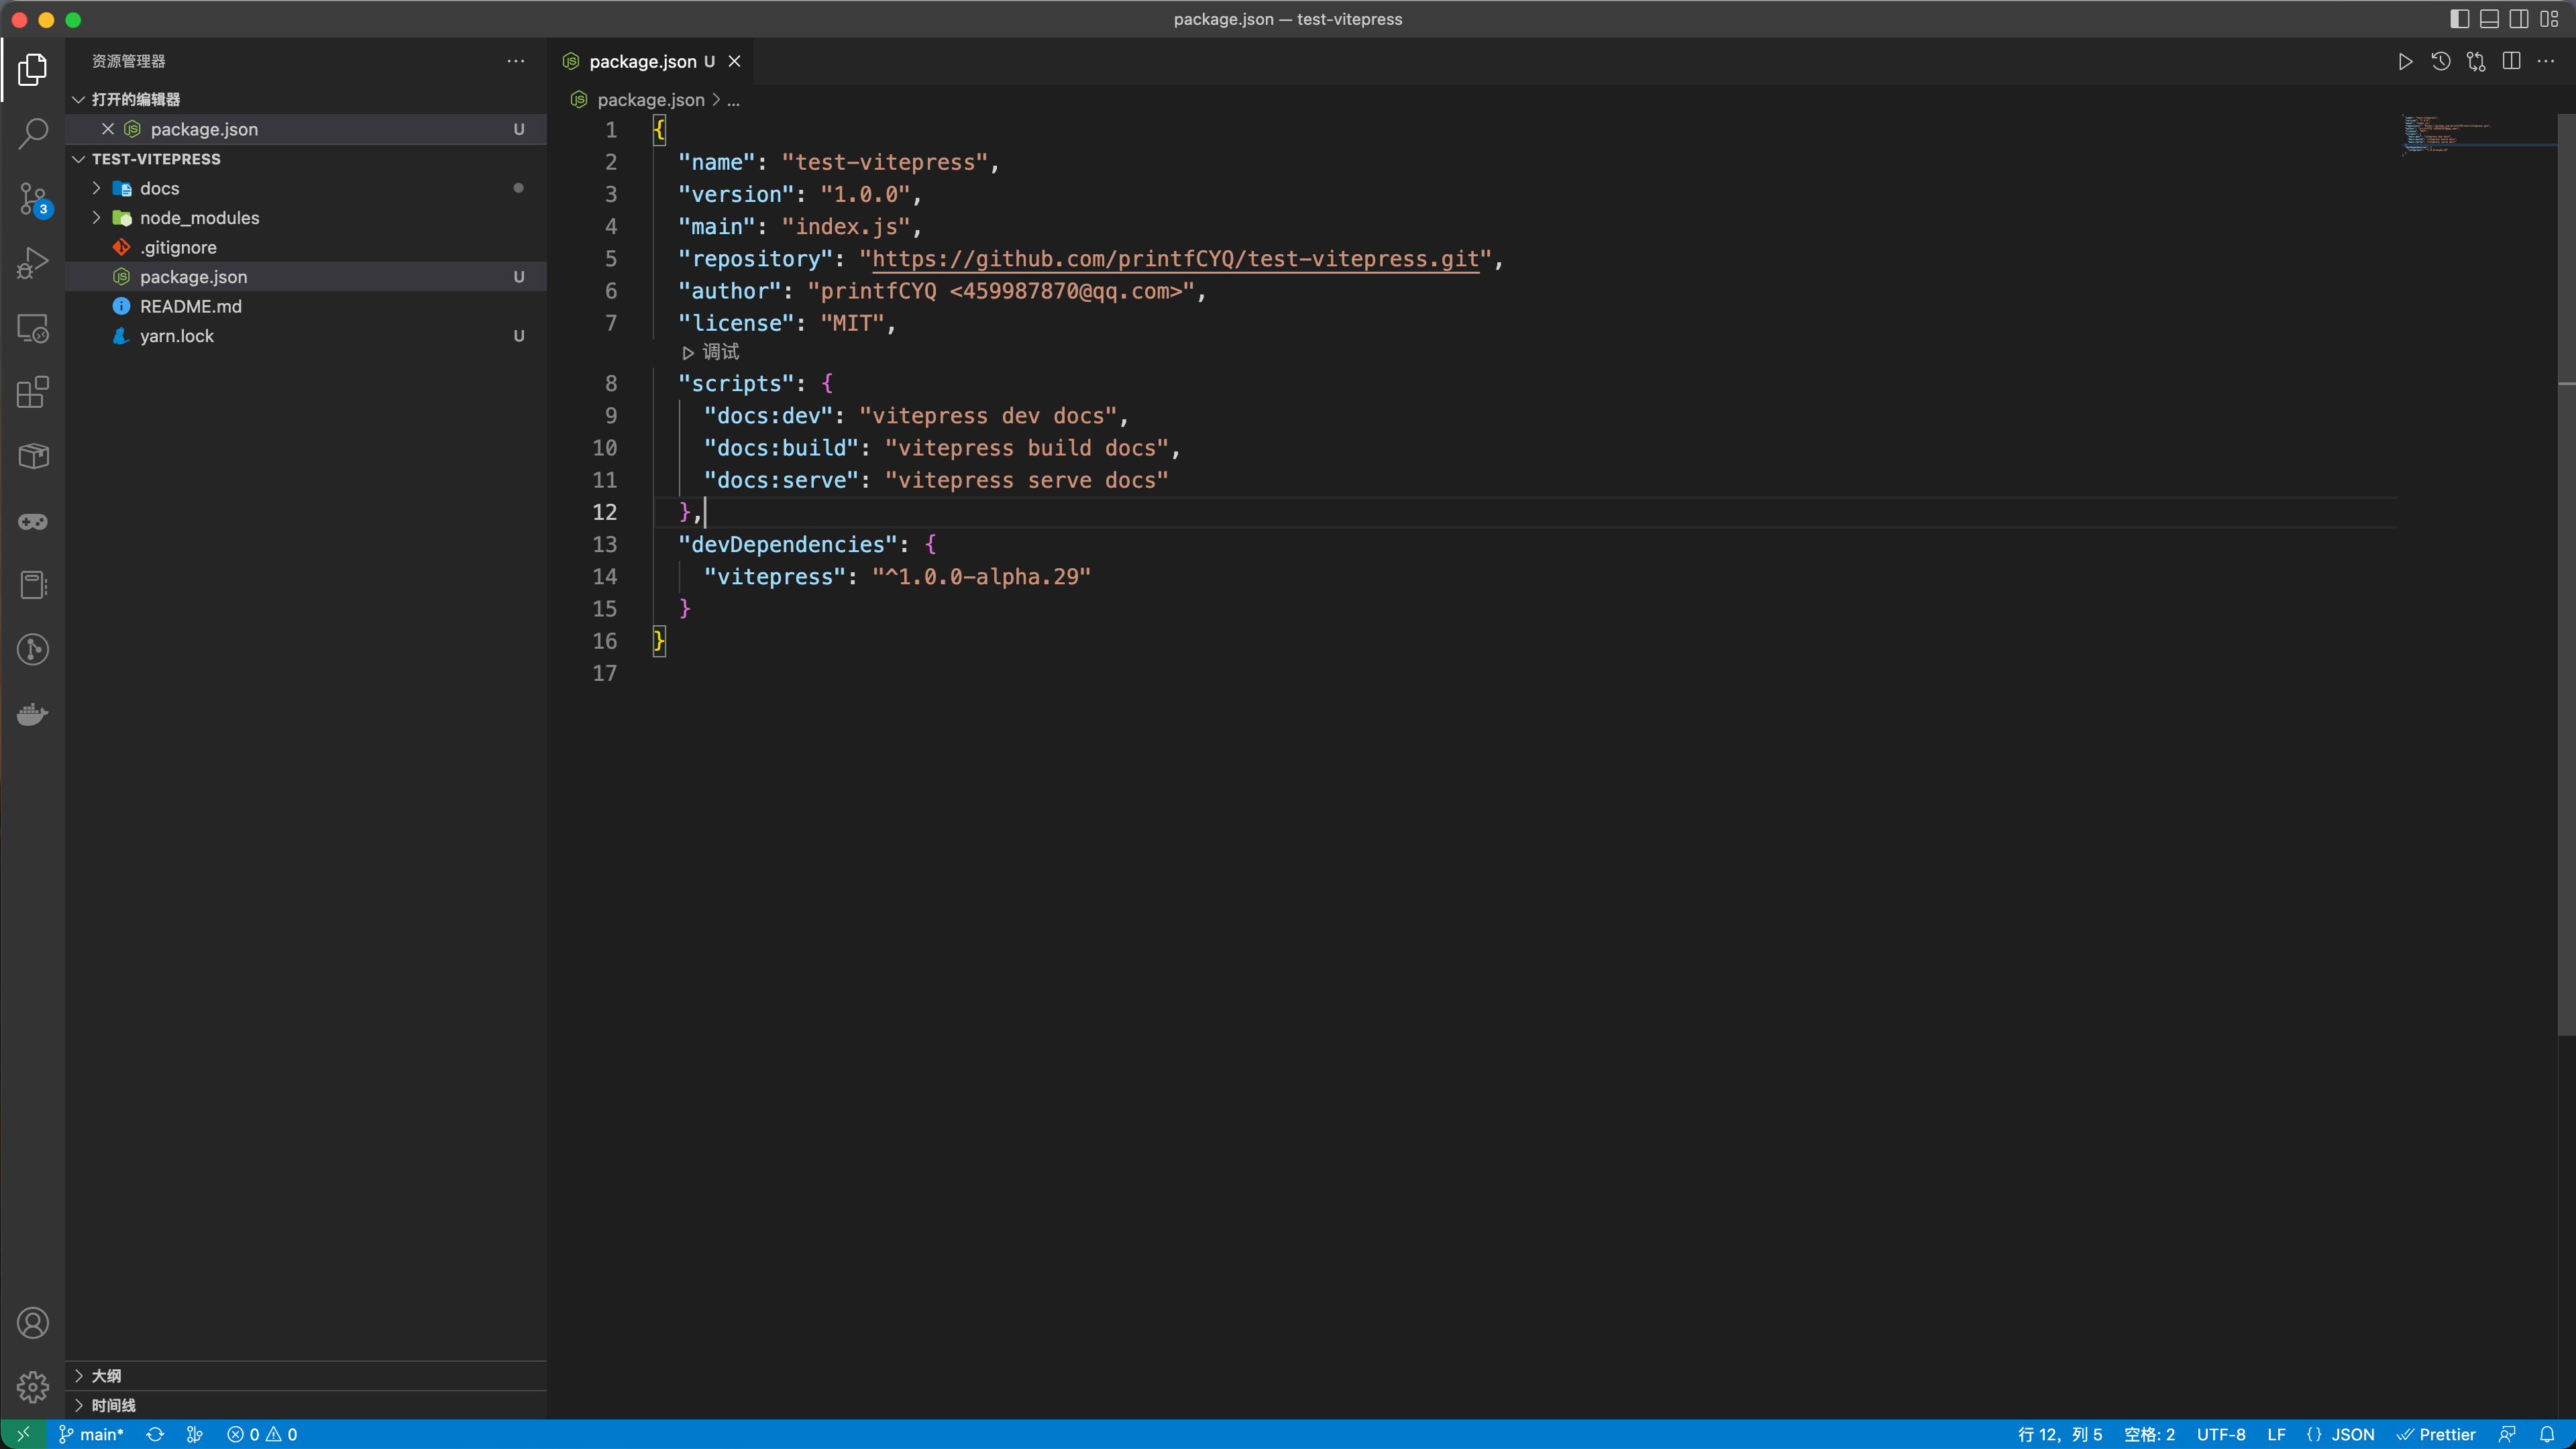 package.json — test-vitepress
资源管理器
打开的编辑器
package.json U
TEST-VITEPRESS
docs
node_modules
.gitignore
package.json U
README.md
yarn.lock U
大纲
时间线
3
package.json U
package.json > ...
1 {
2 "name": "test-vitepress",
3 "version": "1.0.0",
4 "main": "index.js",
5 "repository": "https://github.com/printfCYQ/test-vitepress.git",
6 "author": "printfCYQ <459987870@qq.com>",
7 "license": "MIT",
调试
8 "scripts": {
9 "docs:dev": "vitepress dev docs",
10 "docs:build": "vitepress build docs",
11 "docs:serve": "vitepress serve docs"
12 },
13 "devDependencies": {
14 "vitepress": "^1.0.0-alpha.29"
15 }
16 }
17
main* 0 0 行 12，列 5 空格: 2 UTF-8 LF {} JSON Prettier